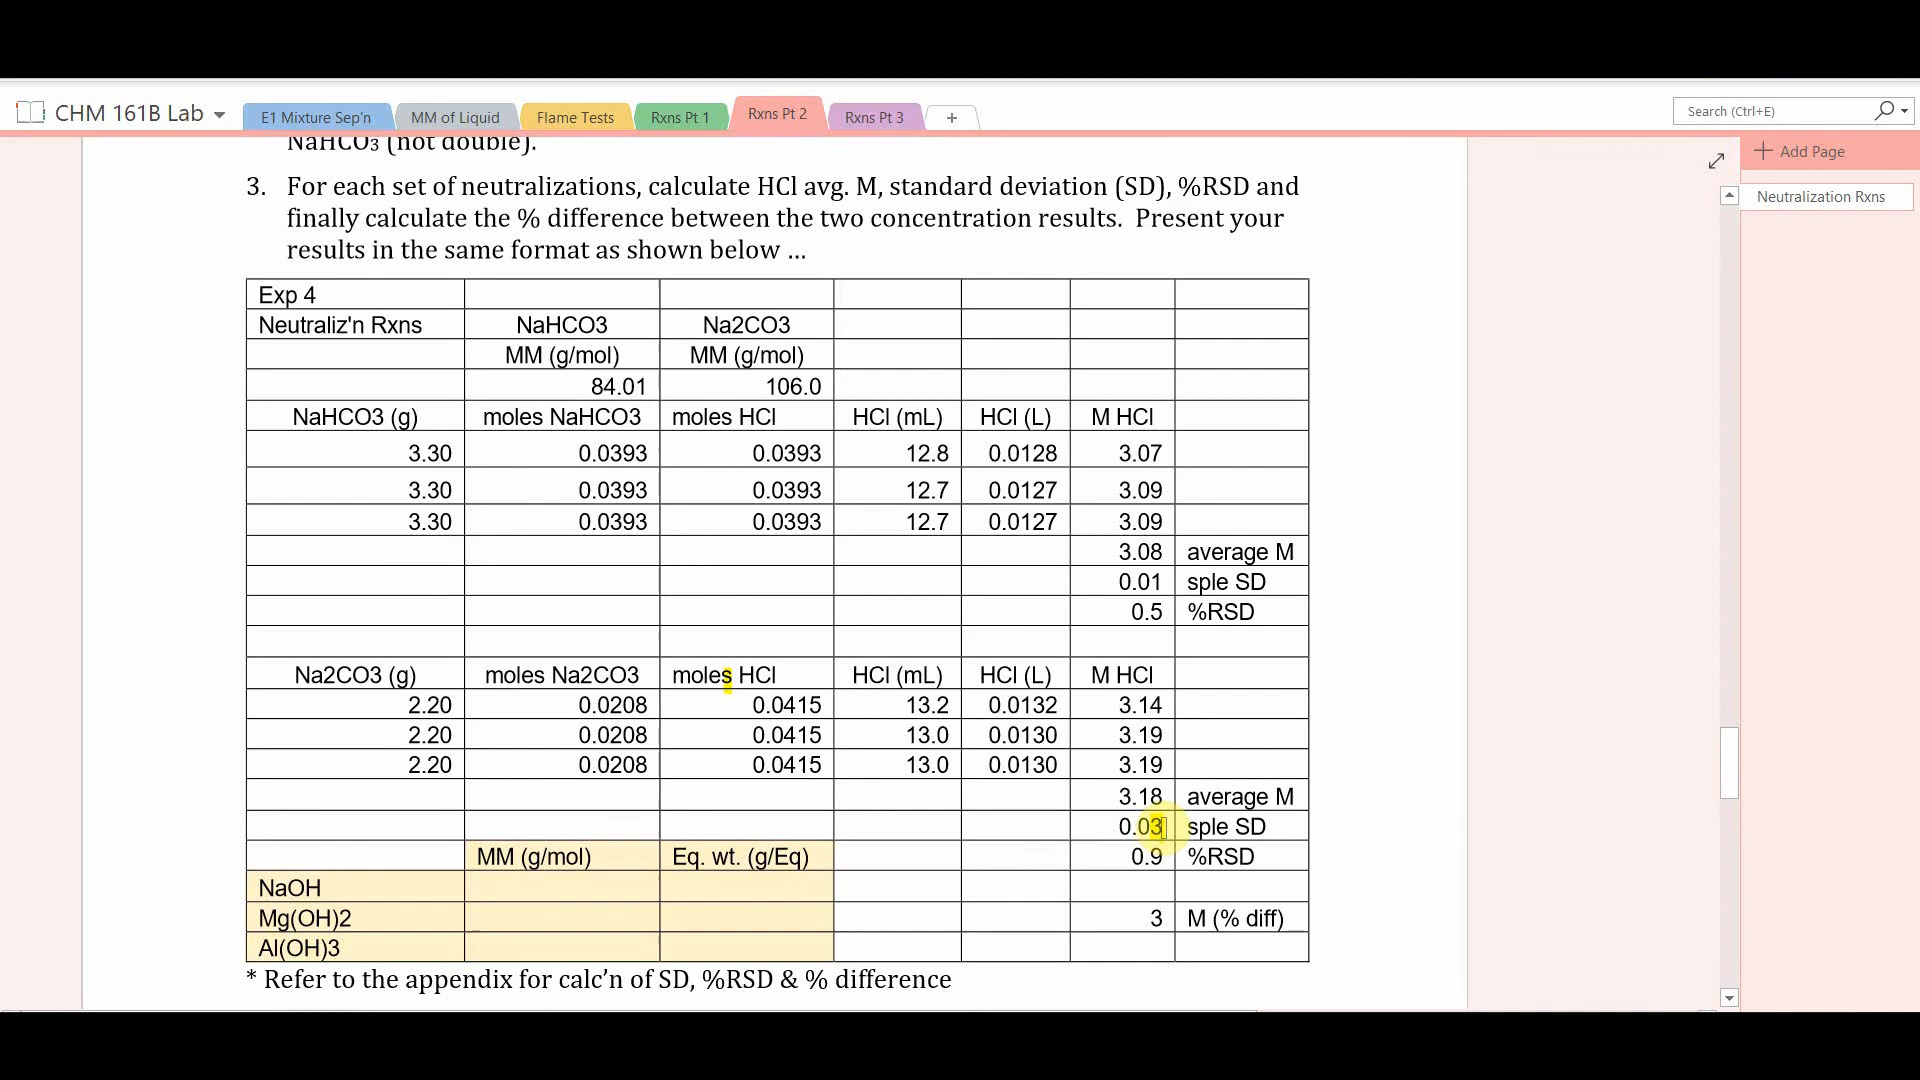 CHM 161B Lab
E1 Mixture Sep'n
MM of Liquid
Flame Tests
Rxns Pt 1
Rxns Pt 2
Rxns Pt 3
+
Search (Ctrl+E)
Add Page
Neutralization Rxns
NaHCO3 (not double).
3. For each set of neutralizations, calculate HCl avg. M, standard deviation (SD), %RSD and
finally calculate the % difference between the two concentration results. Present your
results in the same format as shown below ...
Exp 4
Neutraliz'n Rxns NaHCO3 Na2CO3
MM (g/mol) MM (g/mol)
84.01 106.0
NaHCO3 (g) moles NaHCO3 moles HCl HCl (mL) HCl (L) M HCl
3.30 0.0393 0.0393 12.8 0.0128 3.07
3.30 0.0393 0.0393 12.7 0.0127 3.09
3.30 0.0393 0.0393 12.7 0.0127 3.09
3.08 average M
0.01 sple SD
0.5 %RSD
Na2CO3 (g) moles Na2CO3 moles HCl HCl (mL) HCl (L) M HCl
2.20 0.0208 0.0415 13.2 0.0132 3.14
2.20 0.0208 0.0415 13.0 0.0130 3.19
2.20 0.0208 0.0415 13.0 0.0130 3.19
3.18 average M
0.03 sple SD
MM (g/mol) Eq. wt. (g/Eq) 0.9 %RSD
NaOH
Mg(OH)2 3 M (% diff)
Al(OH)3
* Refer to the appendix for calc'n of SD, %RSD & % difference